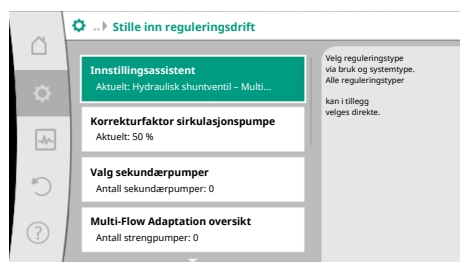 ..▸ Stille inn reguleringsdrift
Innstillingsassistent
Aktuelt: Hydraulisk shuntventil – Multi...
Korrekturfaktor sirkulasjonspumpe
Aktuelt: 50 %
Valg sekundærpumper
Antall sekundærpumper: 0
Multi-Flow Adaptation oversikt
Antall strengpumper: 0
Velg reguleringstype
via bruk og systemtype.
Alle reguleringstyper
kan i tillegg
velges direkte.